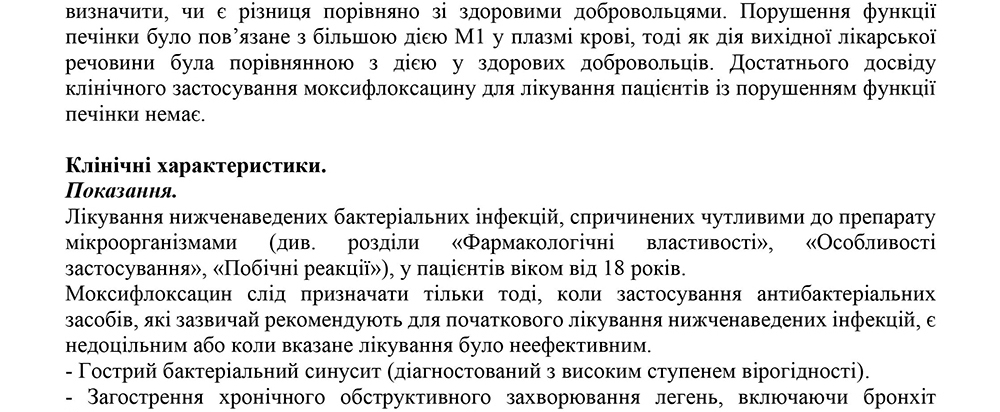 визначити, чи є різниця порівняно зі здоровими добровольцями. Порушення функції
печінки було пов’язане з більшою дією М1 у плазмі крові, тоді як дія вихідної лікарської
речовини була порівнянною з дією у здорових добровольців. Достатнього досвіду
клінічного застосування моксифлоксацину для лікування пацієнтів із порушенням функції
печінки немає.
Клінічні характеристики.
Показання.
Лікування нижченаведених бактеріальних інфекцій, спричинених чутливими до препарату
мікроорганізмами (див. розділи «Фармакологічні властивості», «Особливості
застосування», «Побічні реакції»), у пацієнтів віком від 18 років.
Моксифлоксацин слід призначати тільки тоді, коли застосування антибактеріальних
засобів, які зазвичай рекомендують для початкового лікування нижченаведених інфекцій, є
недоцільним або коли вказане лікування було неефективним.
- Гострий бактеріальний синусит (діагностований з високим ступенем вірогідності).
- Загострення хронічного обструктивного захворювання легень, включаючи бронхіт